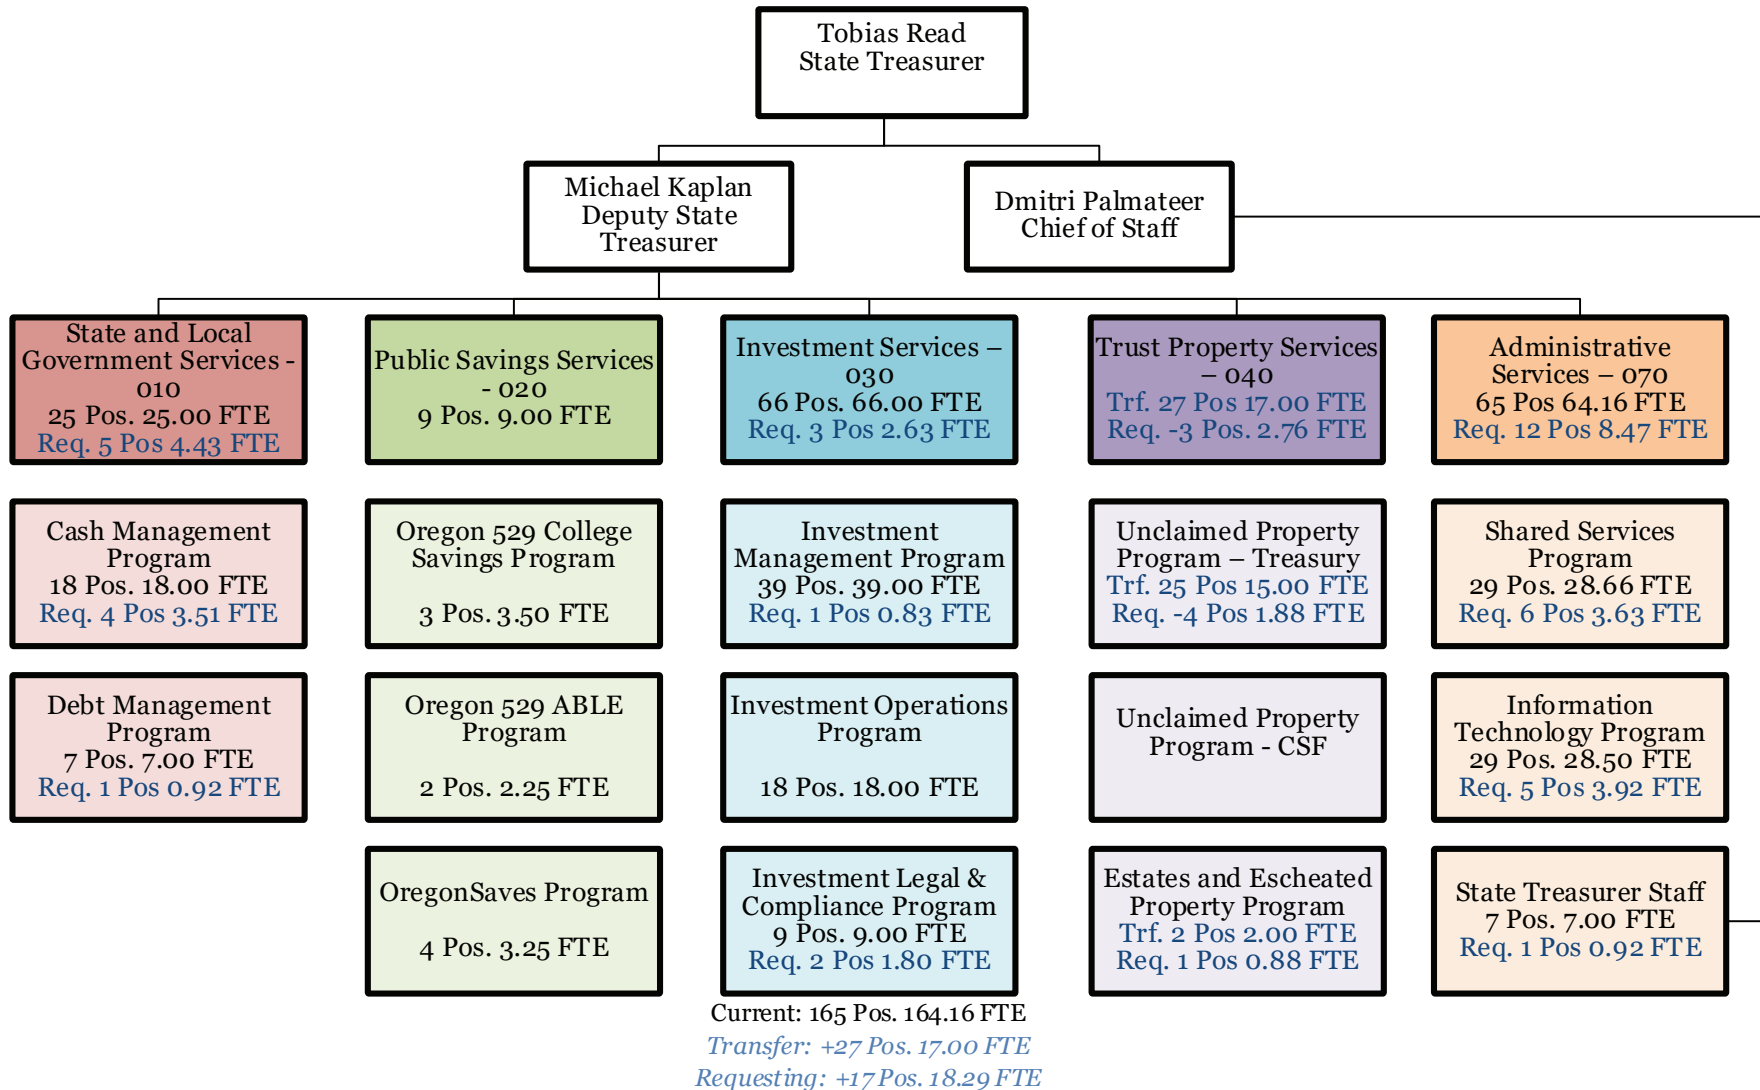 Tobias Read
State Treasurer
Michael Kaplan
Deputy State
Treasurer
Dmitri Palmateer
Chief of Staff
State and Local
Government Services -
010
25 Pos. 25.00 FTE
Req. 5 Pos 4.43 FTE
Public Savings Services
- 020
9 Pos. 9.00 FTE
Investment Services –
030
66 Pos. 66.00 FTE
Req. 3 Pos 2.63 FTE
Trust Property Services
– 040
Trf. 27 Pos 17.00 FTE
Req. -3 Pos. 2.76 FTE
Administrative
Services – 070
65 Pos 64.16 FTE
Req. 12 Pos 8.47 FTE
Cash Management
Program
18 Pos. 18.00 FTE
Req. 4 Pos 3.51 FTE
Oregon 529 College
Savings Program
3 Pos. 3.50 FTE
Investment
Management Program
39 Pos. 39.00 FTE
Req. 1 Pos 0.83 FTE
Unclaimed Property
Program – Treasury
Trf. 25 Pos 15.00 FTE
Req. -4 Pos 1.88 FTE
Shared Services
Program
29 Pos. 28.66 FTE
Req. 6 Pos 3.63 FTE
Debt Management
Program
7 Pos. 7.00 FTE
Req. 1 Pos 0.92 FTE
Oregon 529 ABLE
Program
2 Pos. 2.25 FTE
Investment Operations
Program
18 Pos. 18.00 FTE
Unclaimed Property
Program - CSF
Information
Technology Program
29 Pos. 28.50 FTE
Req. 5 Pos 3.92 FTE
OregonSaves Program
4 Pos. 3.25 FTE
Investment Legal &
Compliance Program
9 Pos. 9.00 FTE
Req. 2 Pos 1.80 FTE
Estates and Escheated
Property Program
Trf. 2 Pos 2.00 FTE
Req. 1 Pos 0.88 FTE
State Treasurer Staff
7 Pos. 7.00 FTE
Req. 1 Pos 0.92 FTE
Current: 165 Pos. 164.16 FTE
Transfer: +27 Pos. 17.00 FTE
Requesting: +17 Pos. 18.29 FTE